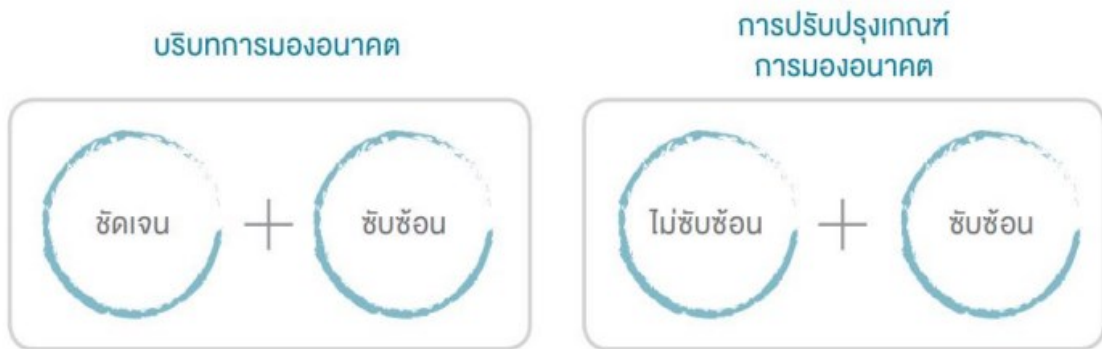 บริบทการมองอนาคต
การปรับปรุงเกณฑ์
การมองอนาคต
ชัดเจน + ซับซ้อน
ไม่ซับซ้อน + ซับซ้อน